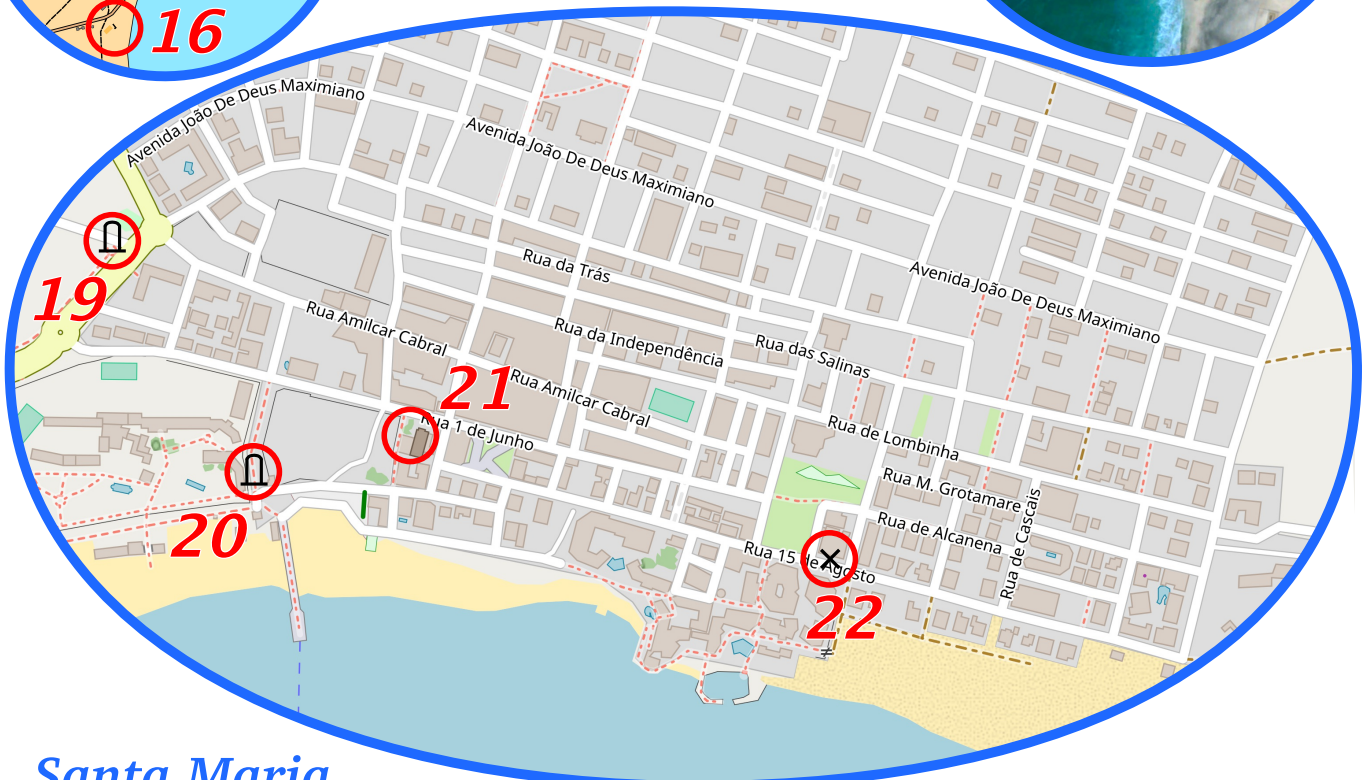 16
Avenida João De Deus Maximiano
Avenida João De Deus Maximiano
19
Rua da Trás
Avenida João De Deus Maximiano
Rua Amilcar Cabral
Rua da Independência
Rua das Salinas
21
Rua Amilcar Cabral
Rua 1 de Junho
Rua de Lombinha
Rua M. Grotamare
Rua de Cascais
20
Rua de Alcanena
Rua 15 de Agosto
22
Santa Maria